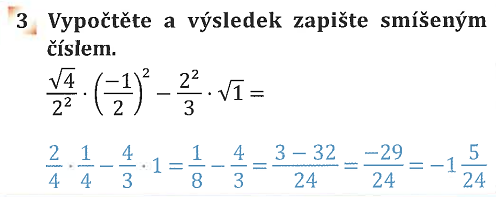 3 Vypočtěte a výsledek zapište smíšeným
číslem.
√4/2² · (−1/2)² − 2²/3 · √1 =
2/4 · 1/4 − 4/3 · 1 = 1/8 − 4/3 = 3 − 32/24 = −29/24 = −1 5/24